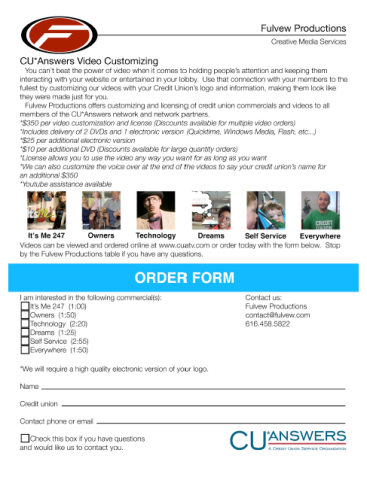 Fulvew Productions
Creative Media Services
CU*Answers Video Customizing
You can't beat the power of video when it comes to holding people's attention and keeping them
interacting with your website or entertained in your lobby. Use that connection with your members to the
fullest by customizing our videos with your Credit Union's logo and information, making them look like
they were made just for you.
Fulvew Productions offers customizing and licensing of credit union commercials and videos to all
members of the CU*Answers network and network partners.
*$350 per video customization and license (Discounts available for multiple video orders)
*Includes delivery of 2 DVDs and 1 electronic version (Quicktime, Windows Media, Flash, etc...)
*$25 per additional electronic version
*$10 per additional DVD (Discounts available for large quantity orders)
*License allows you to use the video any way you want for as long as you want
*We can also customize the voice over at the end of the videos to say your credit union's name for
an additional $350
*Youtube assistance available
It's Me 247 Owners Technology Dreams Self Service Everywhere
Videos can be viewed and ordered online at www.cuatv.com or order today with the form below. Stop
by the Fulvew Productions table if you have any questions.
ORDER FORM
I am interested in the following commercial(s):
It's Me 247 (1:00)
Owners (1:50)
Technology (2:20)
Dreams (1:25)
Self Service (2:55)
Everywhere (1:50)
Contact us:
Fulvew Productions
contact@fulvew.com
616.458.5822
*We will require a high quality electronic version of your logo.
Name
Credit union
Contact phone or email
Check this box if you have questions
and would like us to contact you.
CU*ANSWERS
A CREDIT UNION SERVICE ORGANIZATION